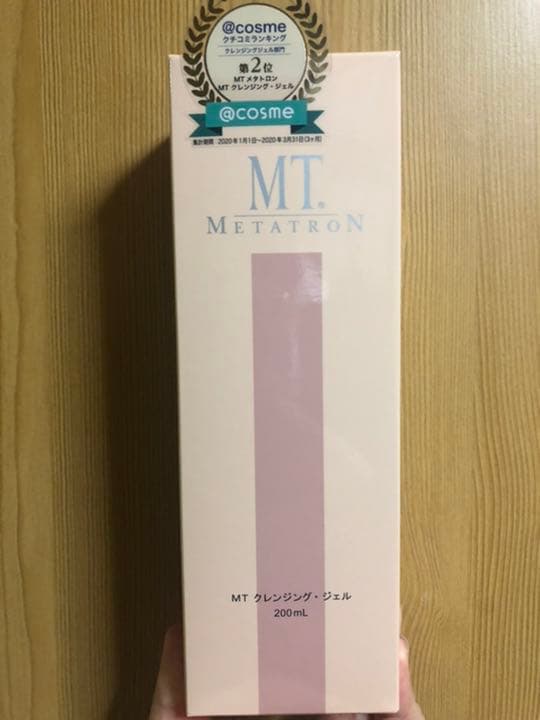 @cosme
クチコミランキング
クレンジングジェル部門
第2位
MT メタトロン
MT クレンジング・ジェル
@cosme
集計期間 2020年1月1日~2020年3月31日(3ヶ月)
MT.®
METATRON
MT クレンジング・ジェル
200mL